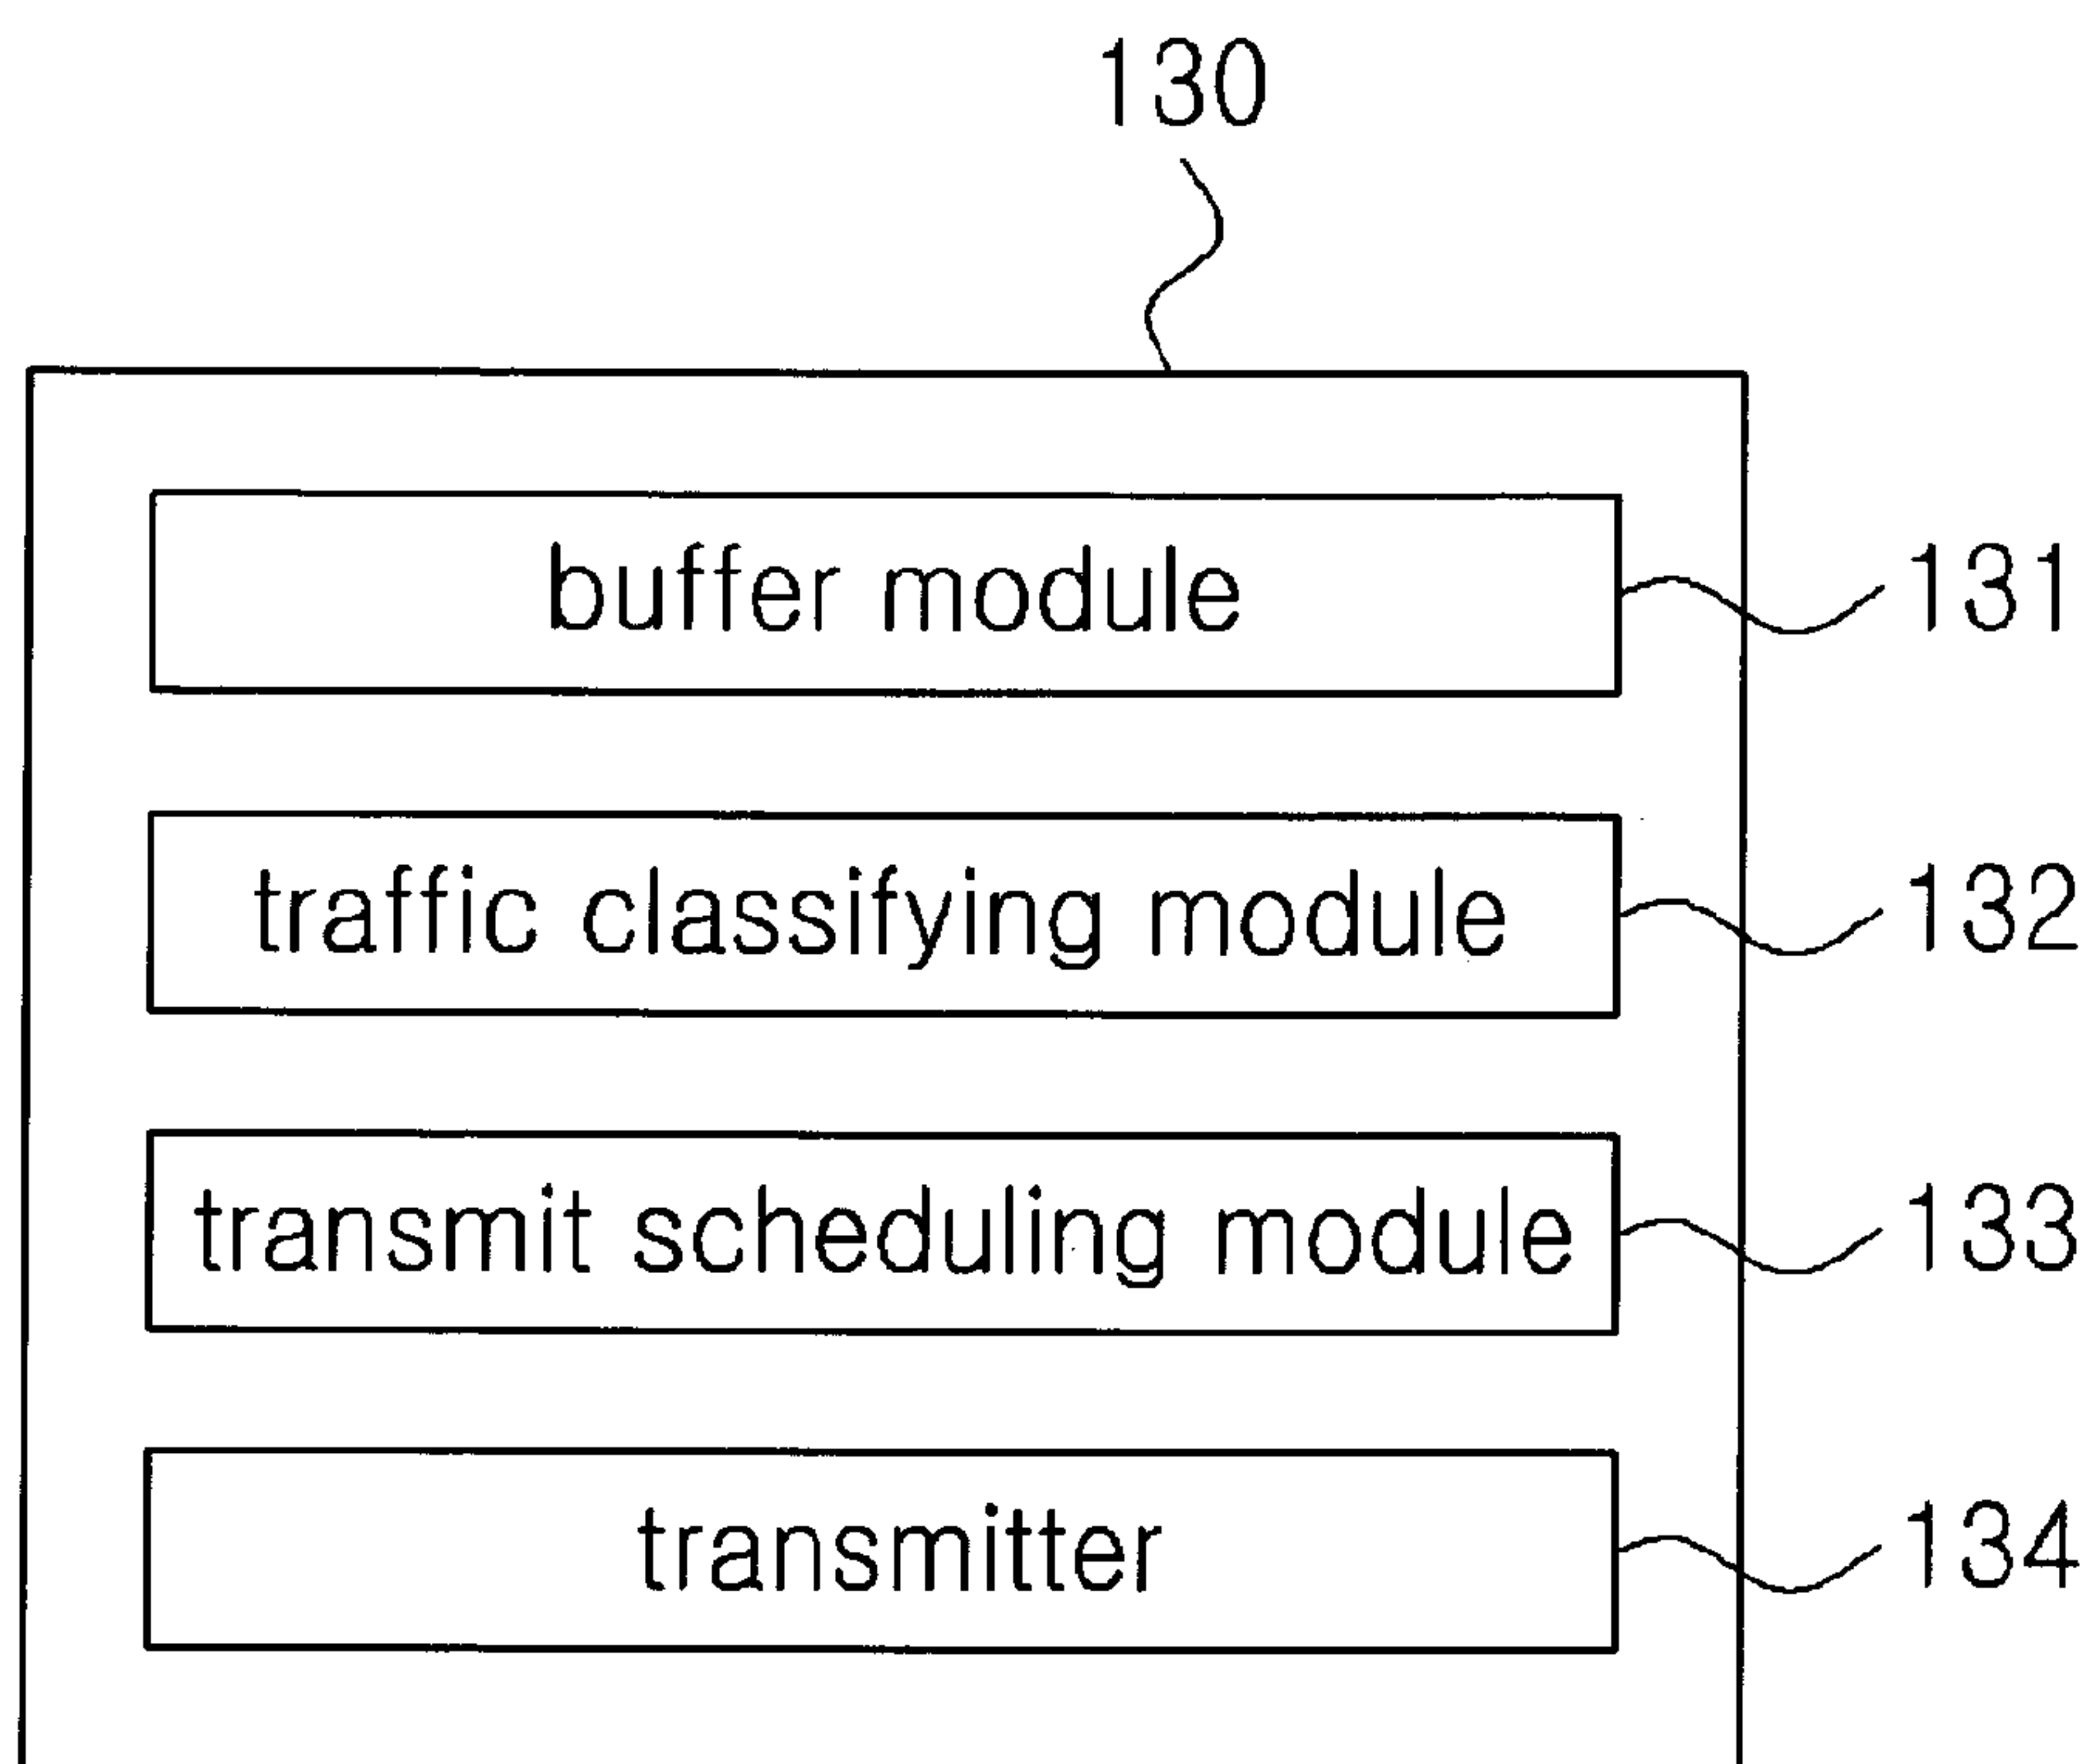 130
buffer module 131
traffic classifying module 132
transmit scheduling module 133
transmitter 134